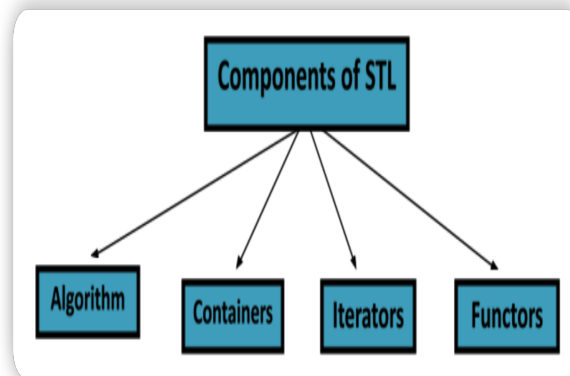 Components of STL
Algorithm
Containers
Iterators
Functors